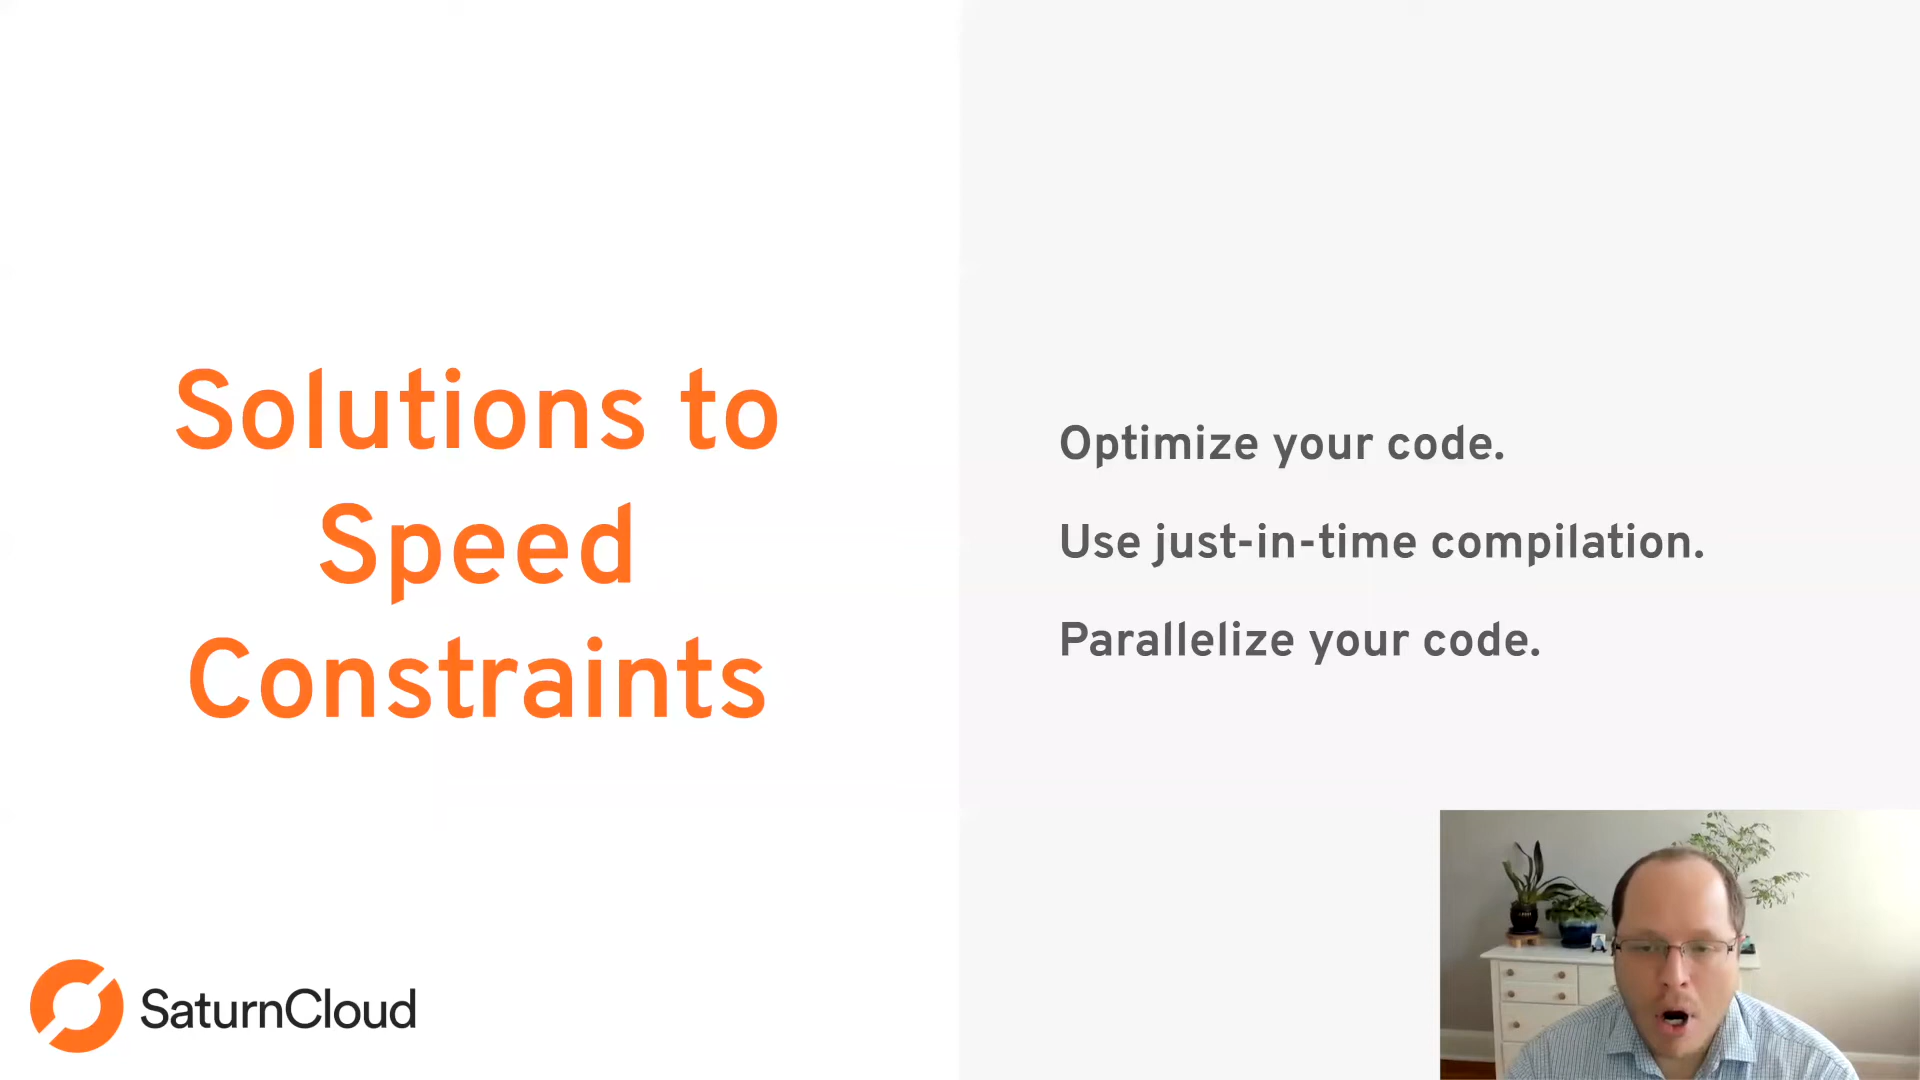 Solutions to
Speed
Constraints
Optimize your code.
Use just-in-time compilation.
Parallelize your code.
SaturnCloud